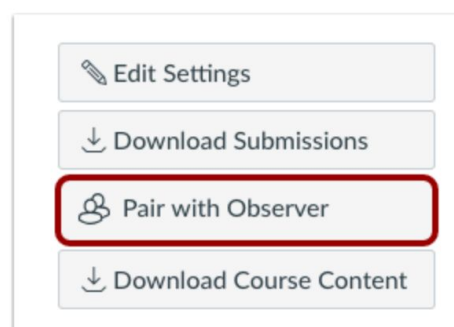 Edit Settings
Download Submissions
Pair with Observer
Download Course Content